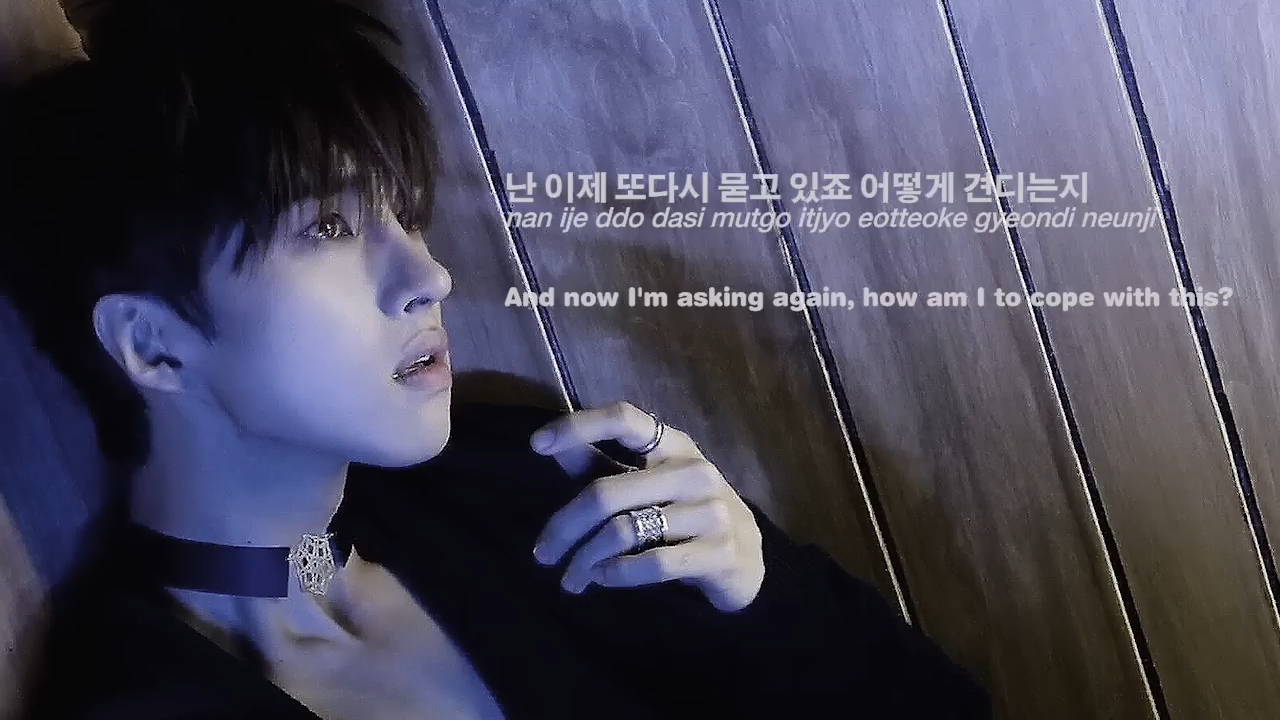 난 이제 또다시 묻고 있죠 어떻게 견디는지
nan ije ddo dasi mutgo itjyo eotteoke gyeondi neunji
And now I'm asking again, how am I to cope with this?